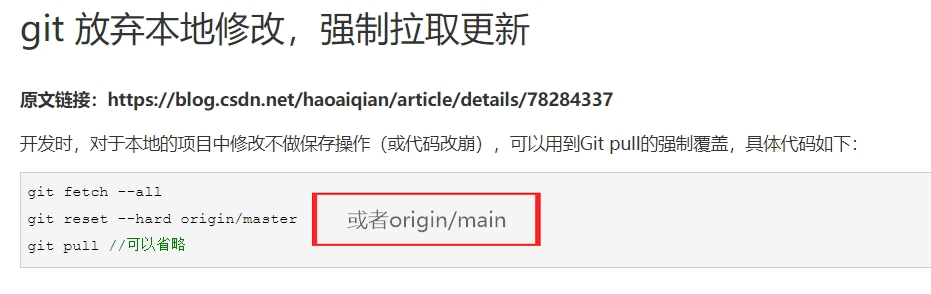 git 放弃本地修改，强制拉取更新
原文链接：https://blog.csdn.net/haoaiqian/article/details/78284337
开发时，对于本地的项目中修改不做保存操作（或代码改崩），可以用到Git pull的强制覆盖，具体代码如下：
git fetch --all
git reset --hard origin/master 或者origin/main
git pull //可以省略